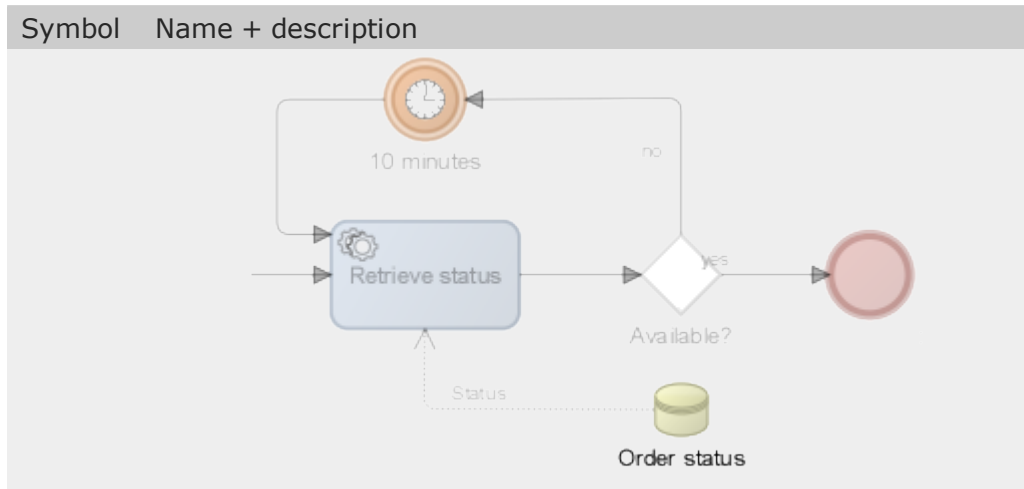 Symbol Name + description
10 minutes
no
Retrieve status
yes
Available?
Status
Order status